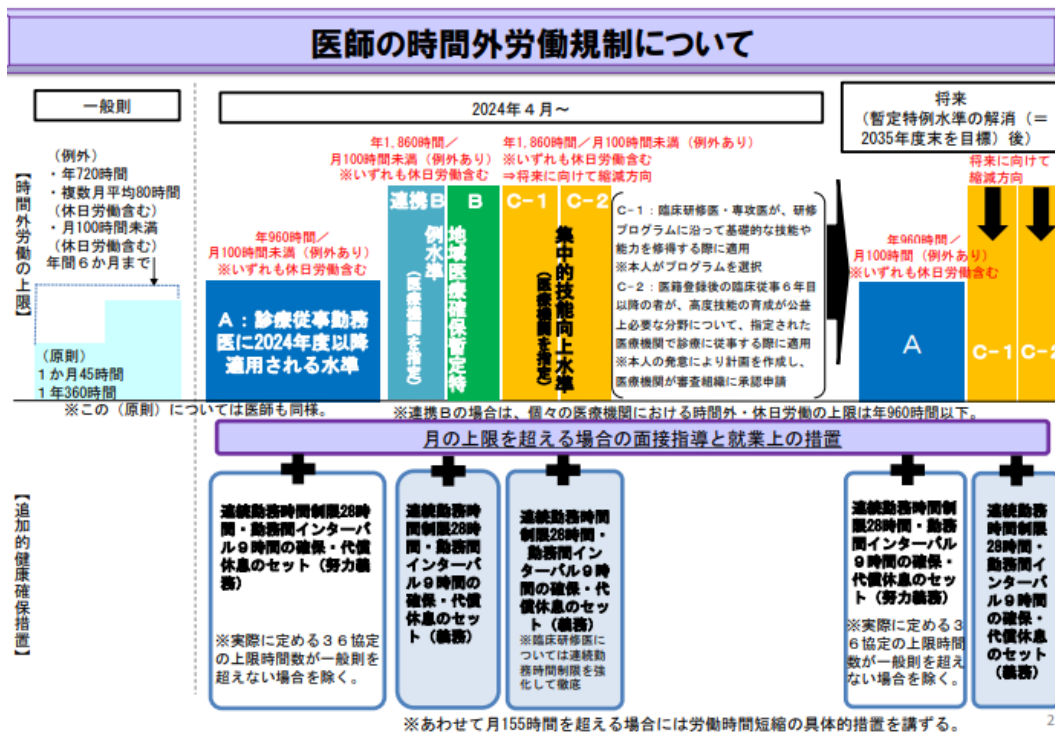 医師の時間外労働規制について
一般則
2024年４月～
将来
（暫定特例水準の解消（＝
2035年度末を目標）後）
【時間外労働の上限】
（例外）
・年720時間
・複数月平均80時間
（休日労働含む）
・月100時間未満
（休日労働含む）
年間６か月まで
（原則）
１か月45時間
１年360時間
年960時間／
月100時間未満（例外あり）
※いずれも休日労働含む
A：診療従事勤務
医に2024年度以降
適用される水準
年1,860時間／
月100時間未満（例外あり）
※いずれも休日労働含む
連携B
B
地域医療確保暫定特
例水準
（医療機関を指定）
年1,860時間／月100時間未満（例外あり）
※いずれも休日労働含む
⇒将来に向けて縮減方向
C-1
C-2
集中的技能向上水準
（医療機関を指定）
C-1：臨床研修医・専攻医が、研修
プログラムに沿って基礎的な技能や
能力を修得する際に適用
※本人がプログラムを選択
C-2：医籍登録後の臨床従事６年目
以降の者が、高度技能の育成が公益
上必要な分野について、指定された
医療機関で診療に従事する際に適用
※本人の発意により計画を作成し、
医療機関が審査組織に承認申請
年960時間／
月100時間（例外あり）
※いずれも休日労働含む
A
将来に向けて
縮減方向
C-1
C-2
※この（原則）については医師も同様。
※連携Bの場合は、個々の医療機関における時間外・休日労働の上限は年960時間以下。
月の上限を超える場合の面接指導と就業上の措置
【追加的健康確保措置】
連続勤務時間制限28時
間・勤務間インターバ
ル９時間の確保・代償
休息のセット（努力義
務）
※実際に定める３６協定
の上限時間数が一般則を
超えない場合を除く。
連続勤務時
間制限28時
間・勤務間
インターバ
ル９時間の
確保・代償
休息のセッ
ト（義務）
連続勤務時間
制限28時間・
勤務間イン
ターバル９時
間の確保・代
償休息のセッ
ト（義務）
※臨床研修医に
ついては連続勤
務時間制限を強
化して徹底
連続勤務時間制
限28時間・勤務
間インターバル
９時間の確保・
代償休息のセッ
ト（努力義務）
※実際に定める３
６協定の上限時間
数が一般則を超え
ない場合を除く。
連続勤務
時間制限
28時間・
勤務間イ
ンターバ
ル９時間
の確保・
代償休息
のセット
（義務）
※あわせて月155時間を超える場合には労働時間短縮の具体的措置を講ずる。
2